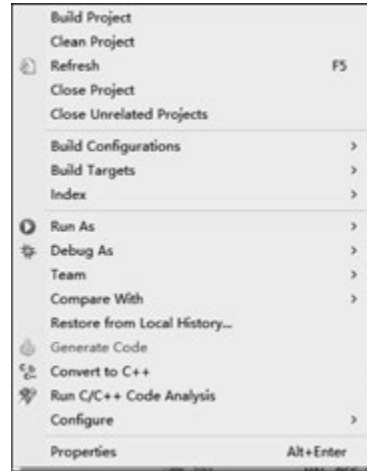 Build Project
Clean Project
Refresh F5
Close Project
Close Unrelated Projects
Build Configurations >
Build Targets >
Index >
Run As >
Debug As >
Team >
Compare With >
Restore from Local History...
Generate Code
Convert to C++
Run C/C++ Code Analysis
Configure >
Properties Alt+Enter